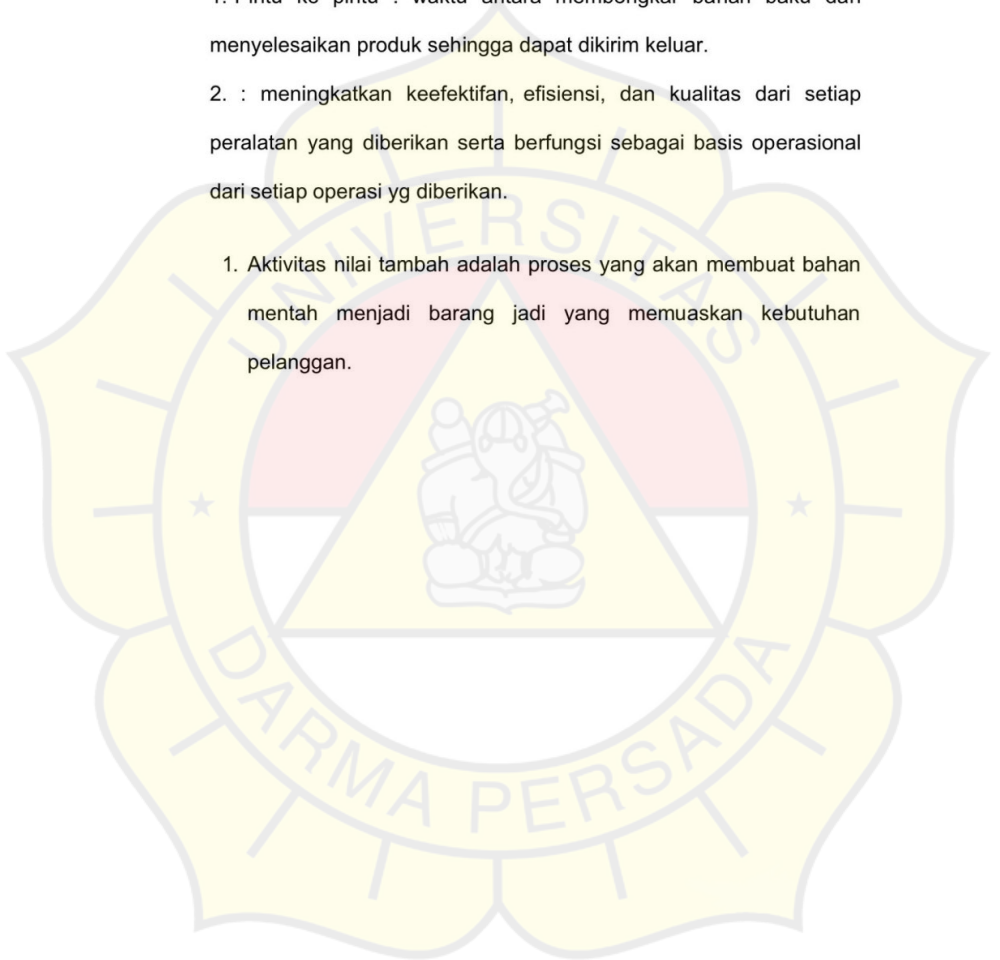 menyelesaikan produk sehingga dapat dikirim keluar.
2. : meningkatkan keefektifan, efisiensi, dan kualitas dari setiap
peralatan yang diberikan serta berfungsi sebagai basis operasional
dari setiap operasi yg diberikan.
1. Aktivitas nilai tambah adalah proses yang akan membuat bahan
mentah menjadi barang jadi yang memuaskan kebutuhan
pelanggan.
UNIVERSITAS
DARMA PERSADA